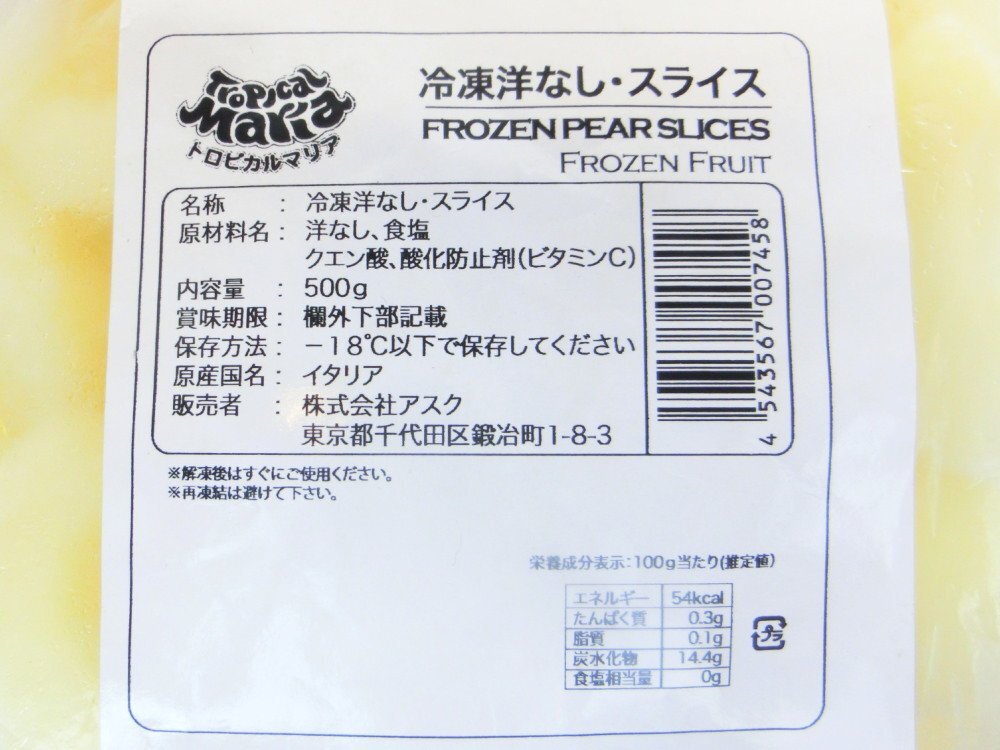 Tropical
Maria
トロピカルマリア
冷凍洋なし・スライス
FROZEN PEAR SLICES
FROZEN FRUIT
名称 : 冷凍洋なし・スライス
原材料名 : 洋なし、食塩
クエン酸、酸化防止剤(ビタミンC)
内容量 : 500g
賞味期限 : 欄外下部記載
保存方法 : －18℃以下で保存してください
原産国名 : イタリア
販売者 : 株式会社アスク
東京都千代田区鍛冶町1-8-3
4 543567 007458
※解凍後はすぐにご使用ください。
※再凍結は避けて下さい。
栄養成分表示:100g当たり(推定値)
エネルギー 54kcal
たんぱく質 0.3g
脂質 0.1g
炭水化物 14.4g
食塩相当量 0g
プラ